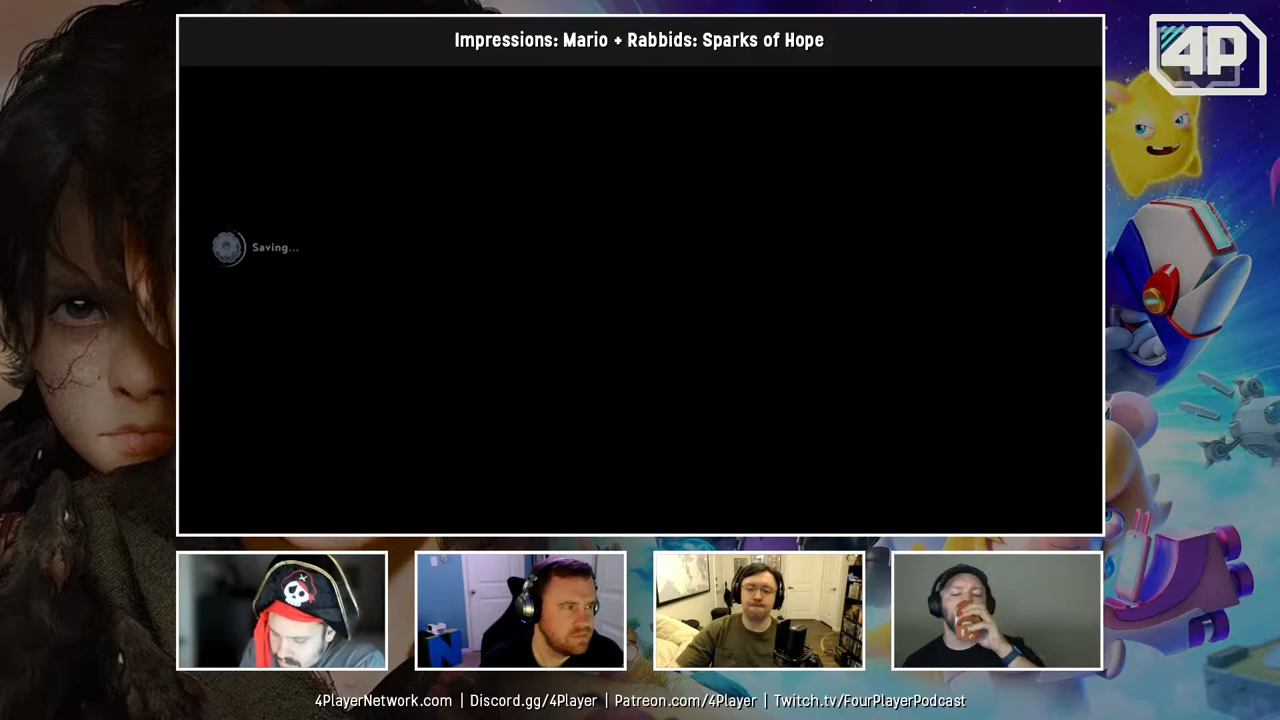 Impressions: Mario + Rabbids: Sparks of Hope
4P
Saving...
4PlayerNetwork.com | Discord.gg/4Player | Patreon.com/4Player | Twitch.tv/FourPlayerPodcast